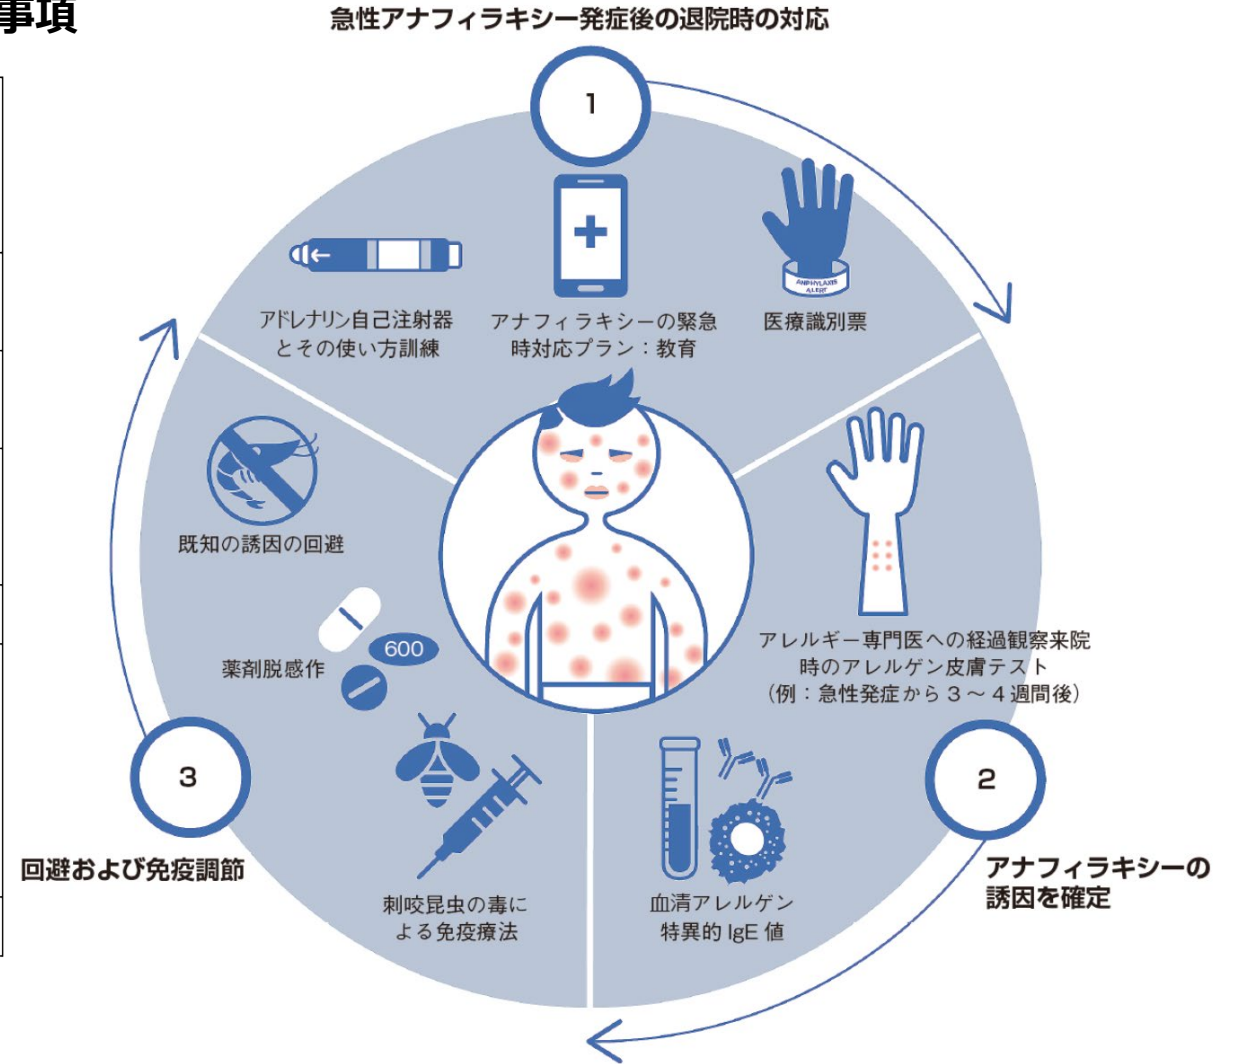 事項
急性アナフィラキシー発症後の退院時の対応
1
ANAPHYLAXIS
ALERT
アドレナリン自己注射器
とその使い方訓練
アナフィラキシーの緊急
時対応プラン：教育
医療識別票
既知の誘因の回避
薬剤脱感作
600
アレルギー専門医への経過観察来院
時のアレルゲン皮膚テスト
（例：急性発症から３～４週間後）
2
アナフィラキシーの
誘因を確定
3
回避および免疫調節
刺咬昆虫の毒に
よる免疫療法
血清アレルゲン
特異的 IgE 値